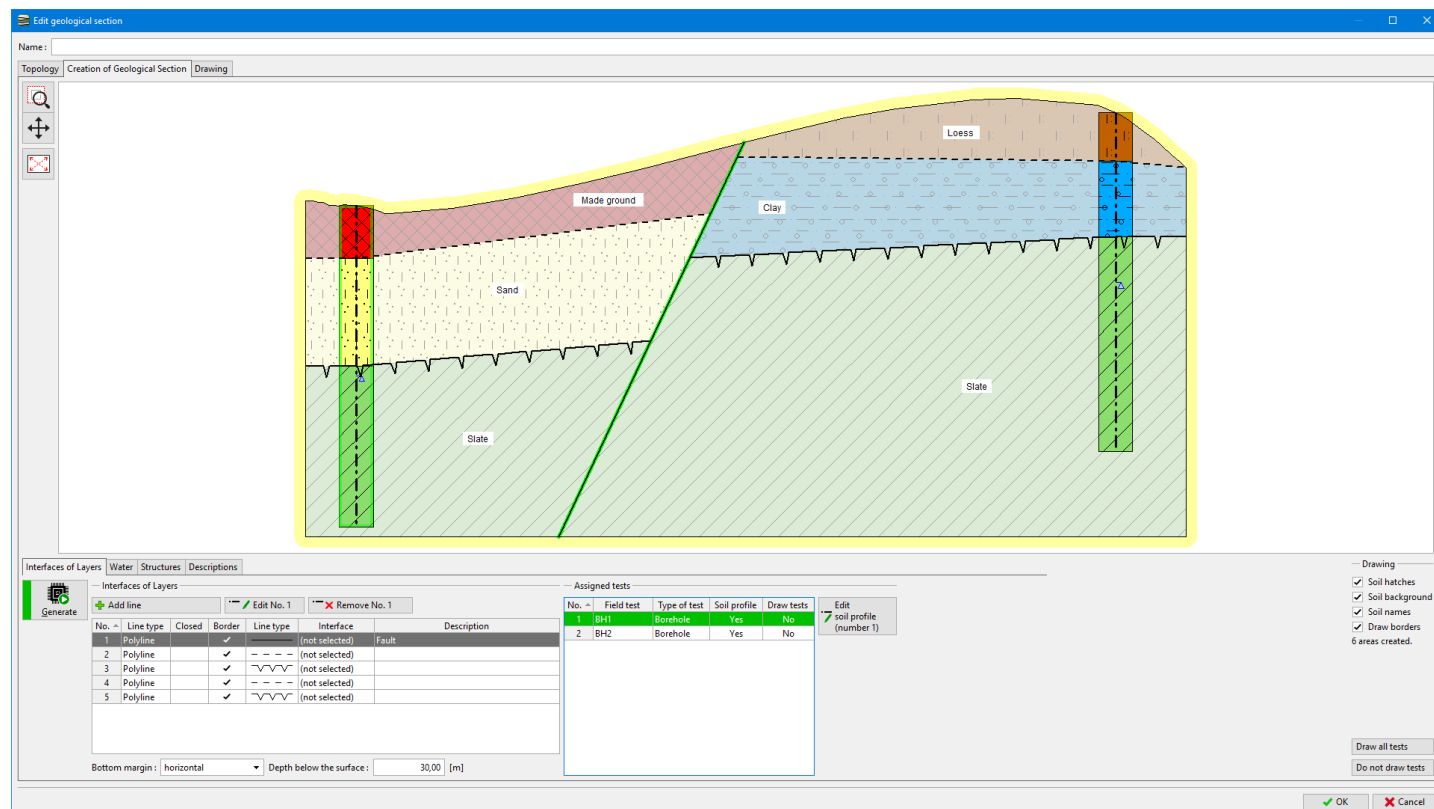 Edit geological section
Name :
Topology Creation of Geological Section Drawing
Loess
Made ground
Clay
Sand
Slate
Slate
Interfaces of Layers Water Structures Descriptions
Drawing
Interfaces of Layers
Assigned tests
Soil hatches
Generate
Add line
Edit No. 1
Remove No. 1
No. Field test Type of test Soil profile Draw tests
Edit
soil profile
(number 1)
Soil background
1 BH1 Borehole Yes No
Soil names
No. Line type Closed Border Line type Interface Description
2 BH2 Borehole Yes No
Draw borders
1 Polyline (not selected) Fault
6 areas created.
2 Polyline (not selected)
3 Polyline (not selected)
4 Polyline (not selected)
5 Polyline (not selected)
Draw all tests
Bottom margin : horizontal Depth below the surface : 30,00 [m]
Do not draw tests
OK Cancel